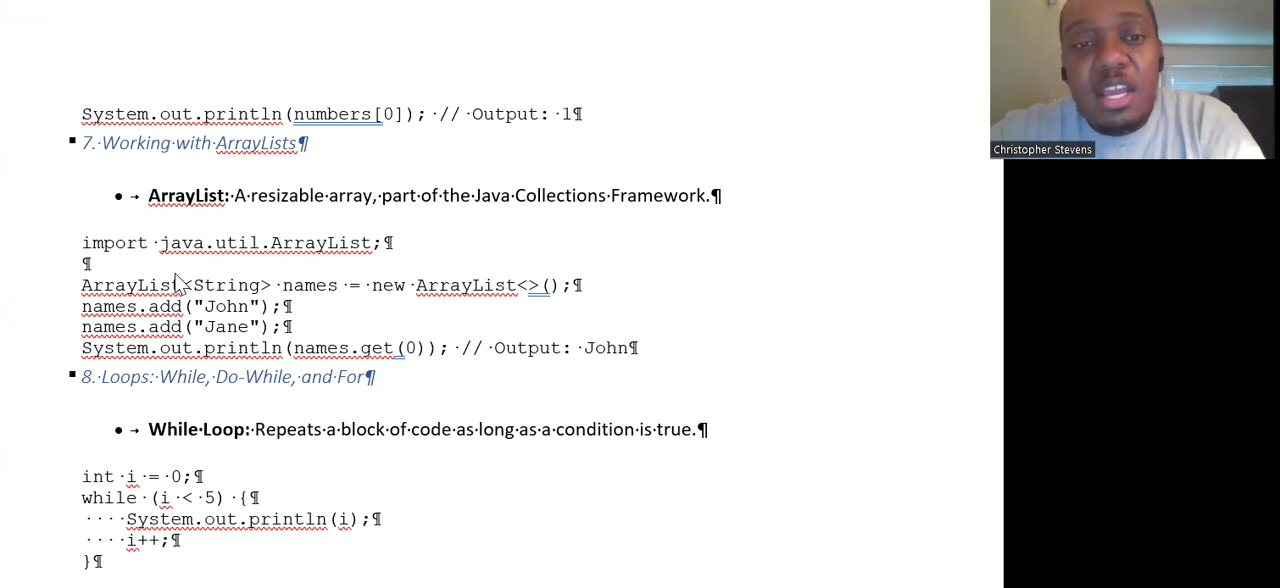 System.out.println(numbers[0]);·//·Output:·1¶
7.·Working·with·ArrayLists¶
ArrayList:·A·resizable·array,·part·of·the·Java·Collections·Framework.¶
import·java.util.ArrayList;¶
¶
ArrayList<String>·names·=·new·ArrayList<>();¶
names.add("John");¶
names.add("Jane");¶
System.out.println(names.get(0));·//·Output:·John¶
8.·Loops:·While,·Do-While,·and·For¶
While·Loop:·Repeats·a·block·of·code·as·long·as·a·condition·is·true.¶
int·i·=·0;¶
while·(i·<·5)·{¶
····System.out.println(i);¶
····i++;¶
}¶
Christopher Stevens